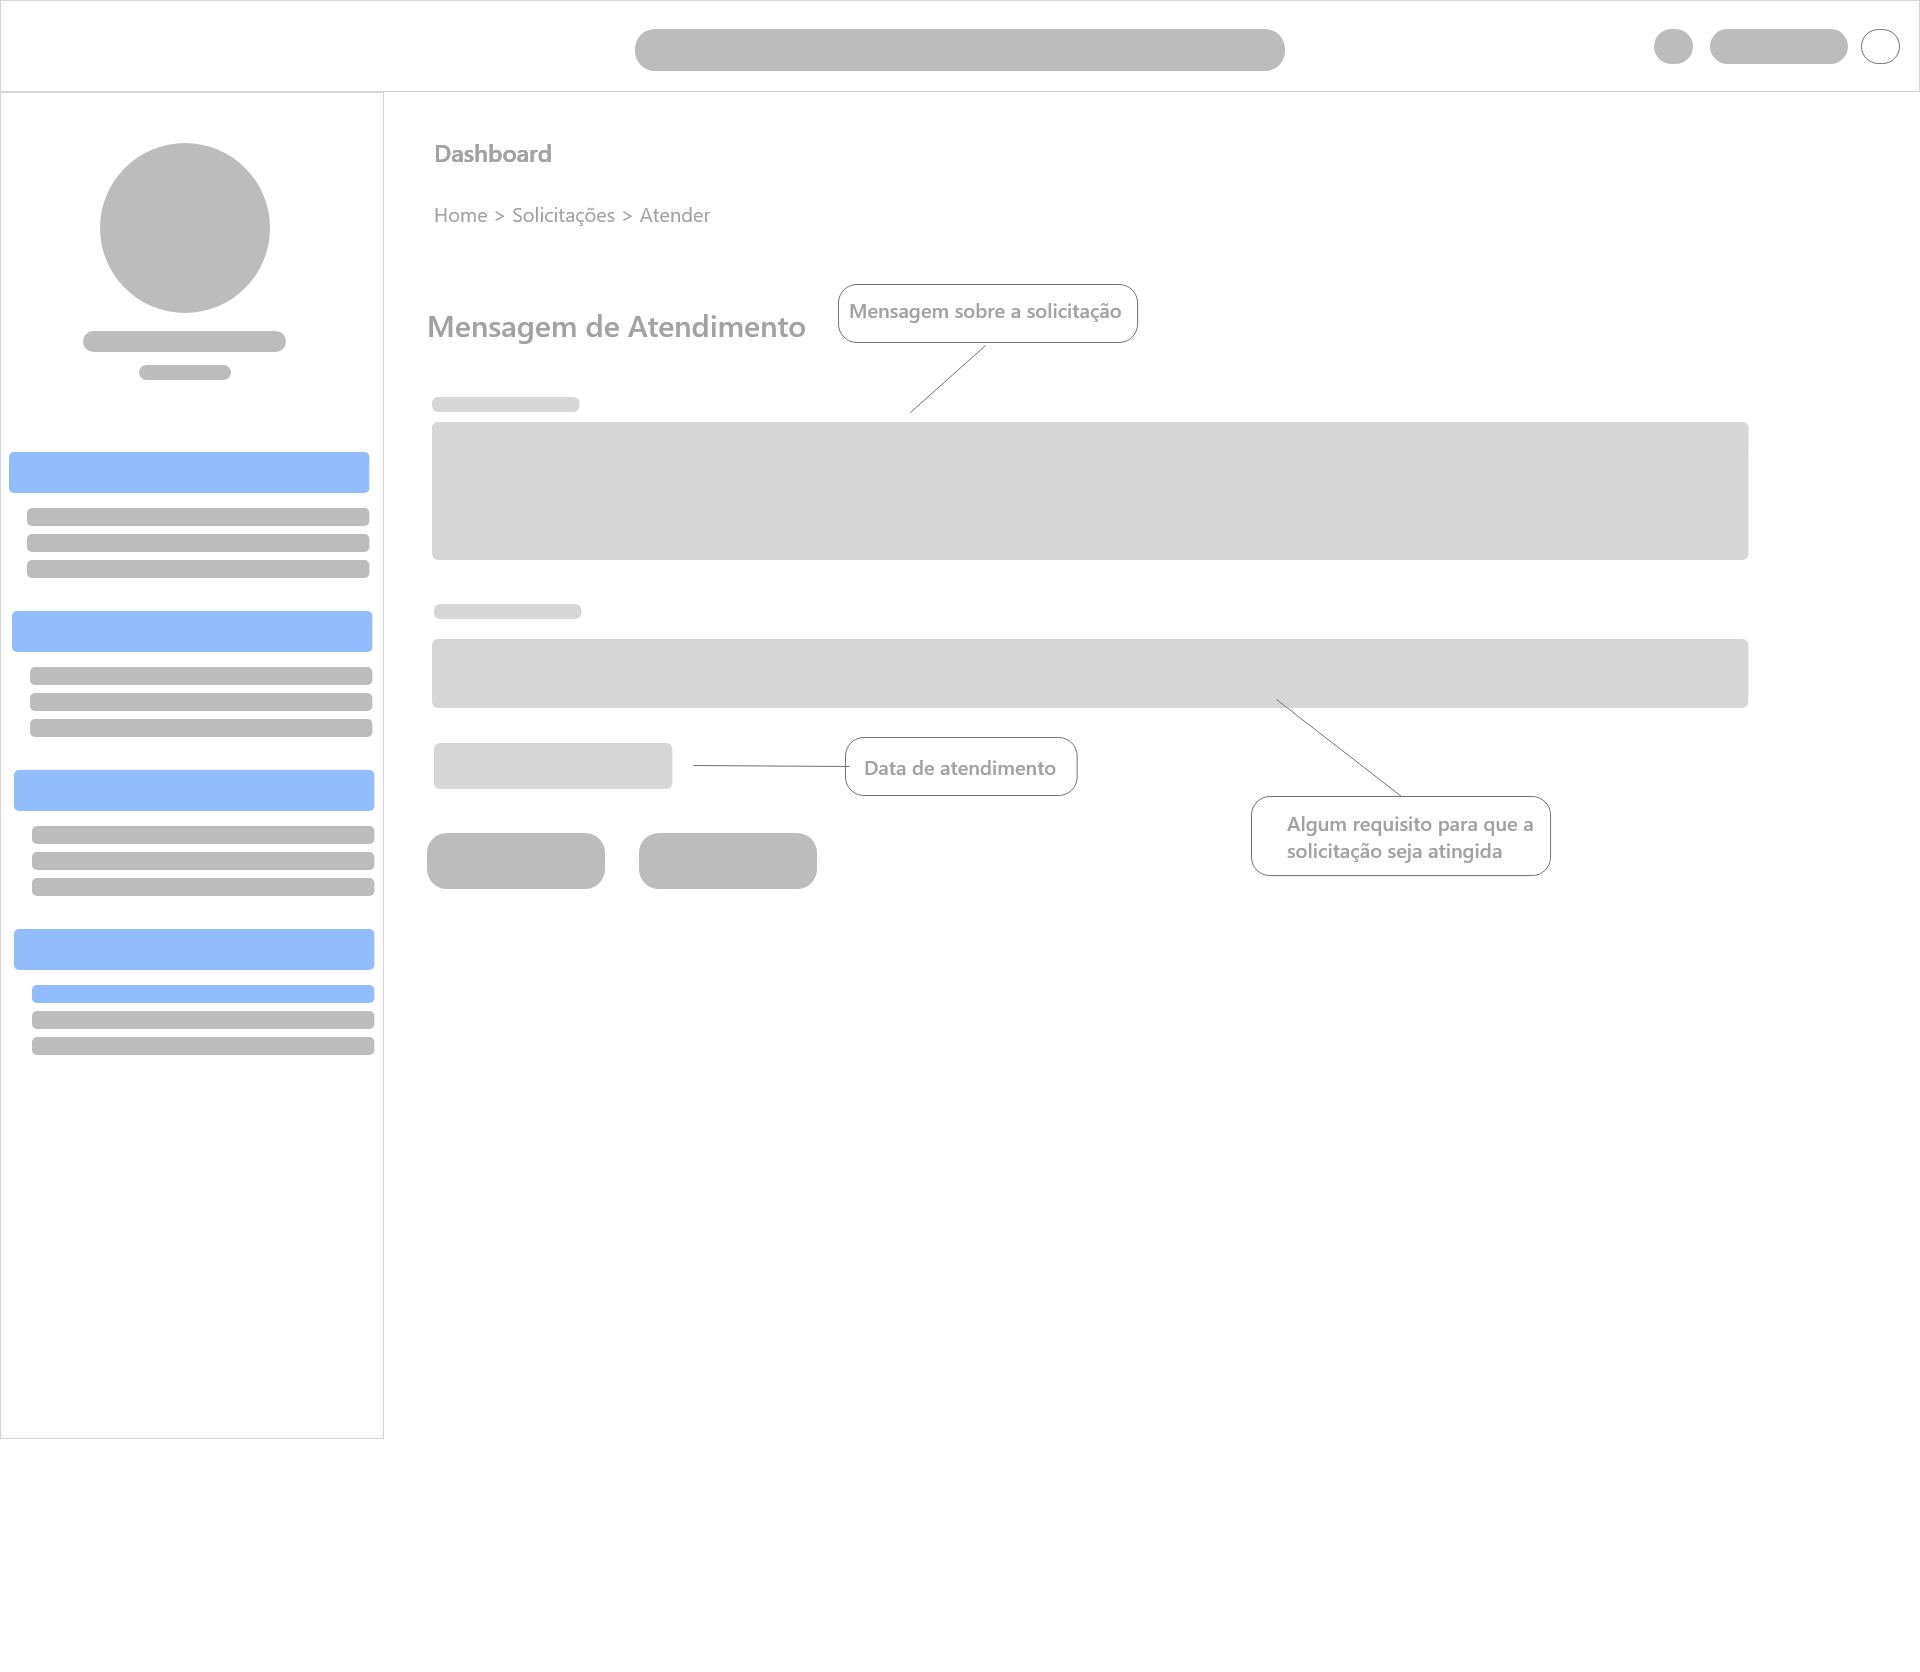 Dashboard
Home > Solicitações > Atender
Mensagem de Atendimento
Mensagem sobre a solicitação
Data de atendimento
Algum requisito para que a
solicitação seja atingida